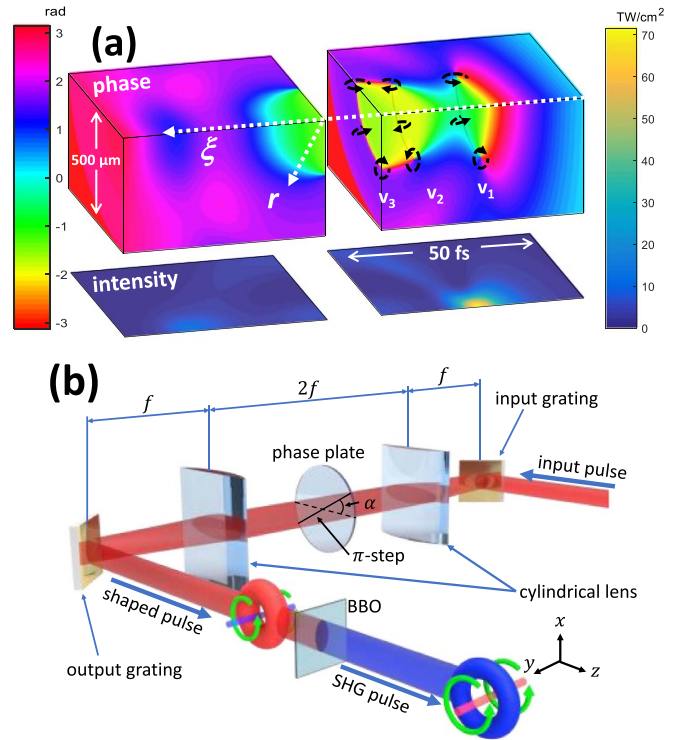 (a)
rad
3
2
1
0
-1
-2
-3
phase
500 μm
ξ
r
v3
v2
v1
intensity
50 fs
TW/cm²
70
60
50
40
30
20
10
0
(b)
f
2f
f
input grating
phase plate
input pulse
α
π-step
cylindrical lens
shaped pulse
BBO
output grating
SHG pulse
x
y
z